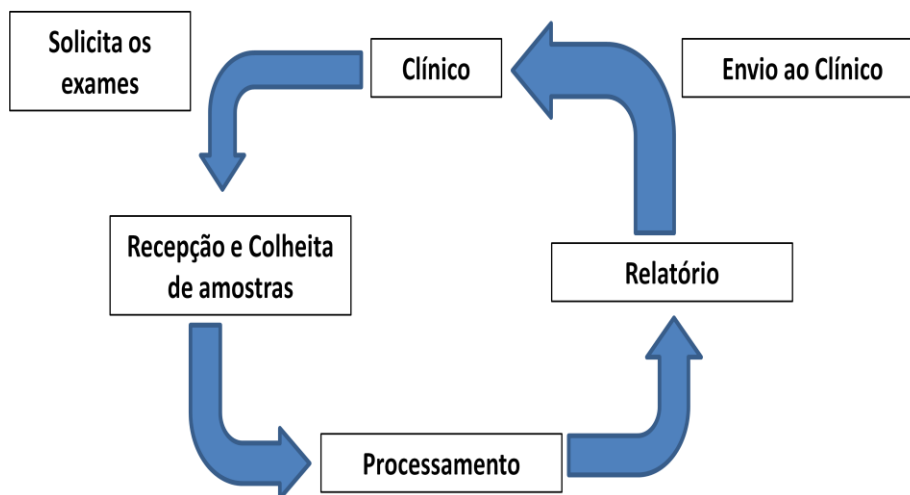 Solicita os
exames
Clínico
Envio ao Clínico
Recepção e Colheita
de amostras
Relatório
Processamento